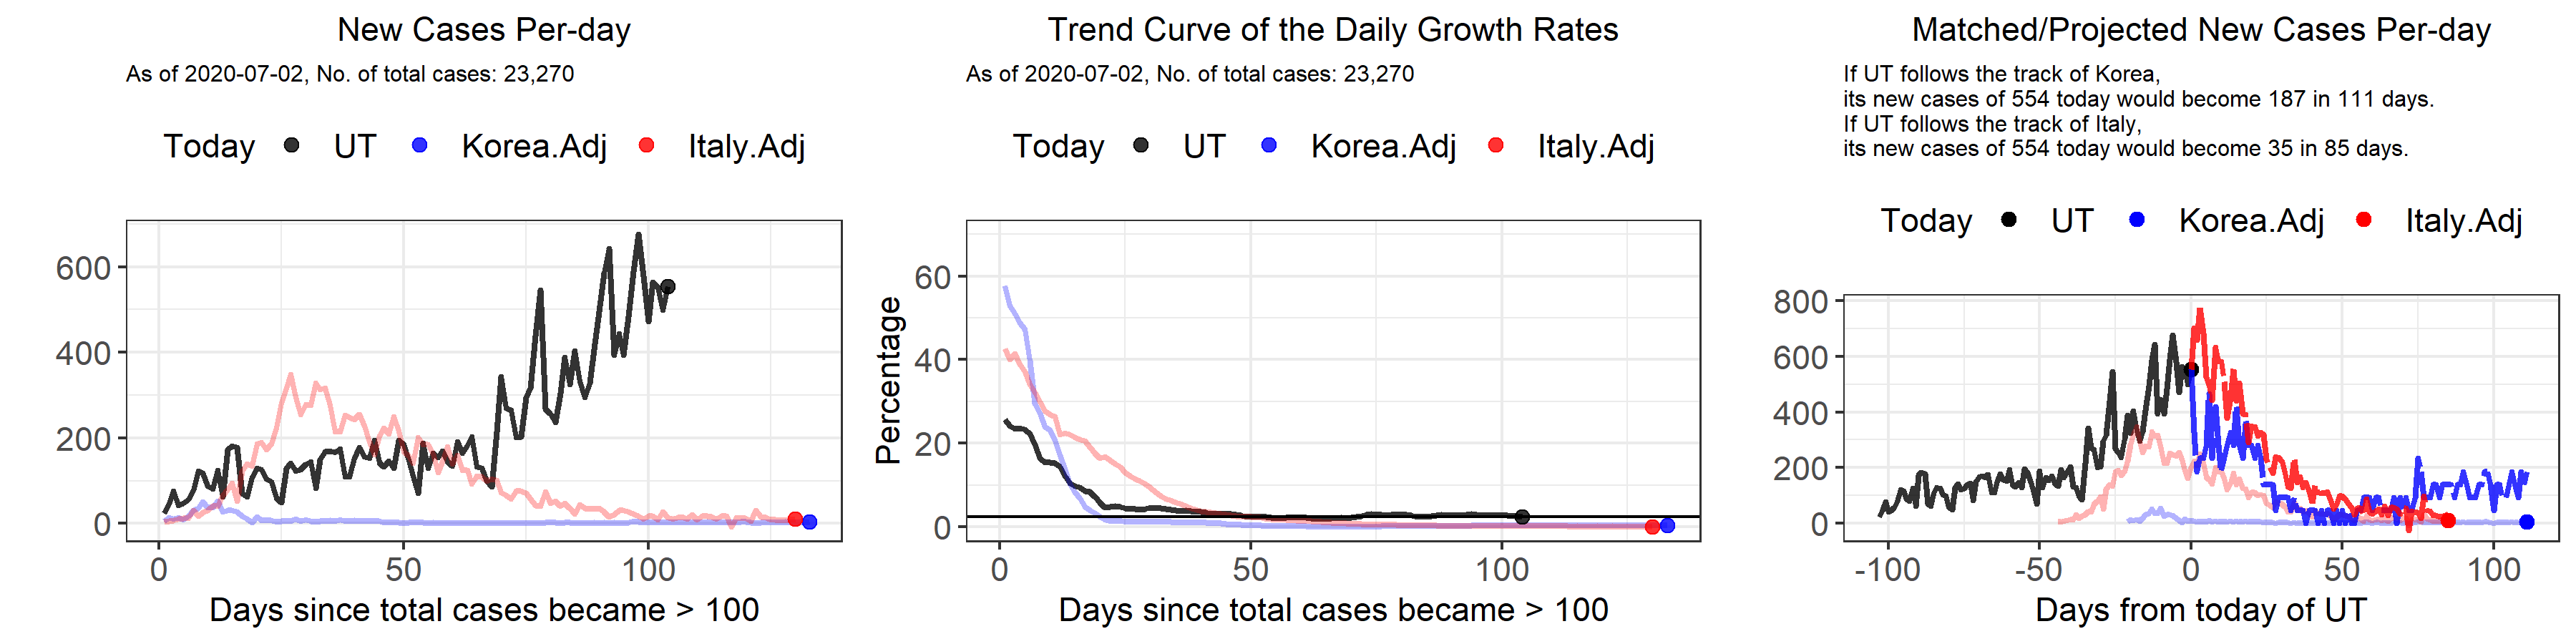 New Cases Per-day
As of 2020-07-02, No. of total cases: 23,270
Today UT Korea.Adj Italy.Adj
600
400
200
0
0 50 100
Days since total cases became > 100
Trend Curve of the Daily Growth Rates
As of 2020-07-02, No. of total cases: 23,270
Today UT Korea.Adj Italy.Adj
Percentage
60
40
20
0
0 50 100
Days since total cases became > 100
Matched/Projected New Cases Per-day
If UT follows the track of Korea,
its new cases of 554 today would become 187 in 111 days.
If UT follows the track of Italy,
its new cases of 554 today would become 35 in 85 days.
Today UT Korea.Adj Italy.Adj
800
600
400
200
0
-100 -50 0 50 100
Days from today of UT